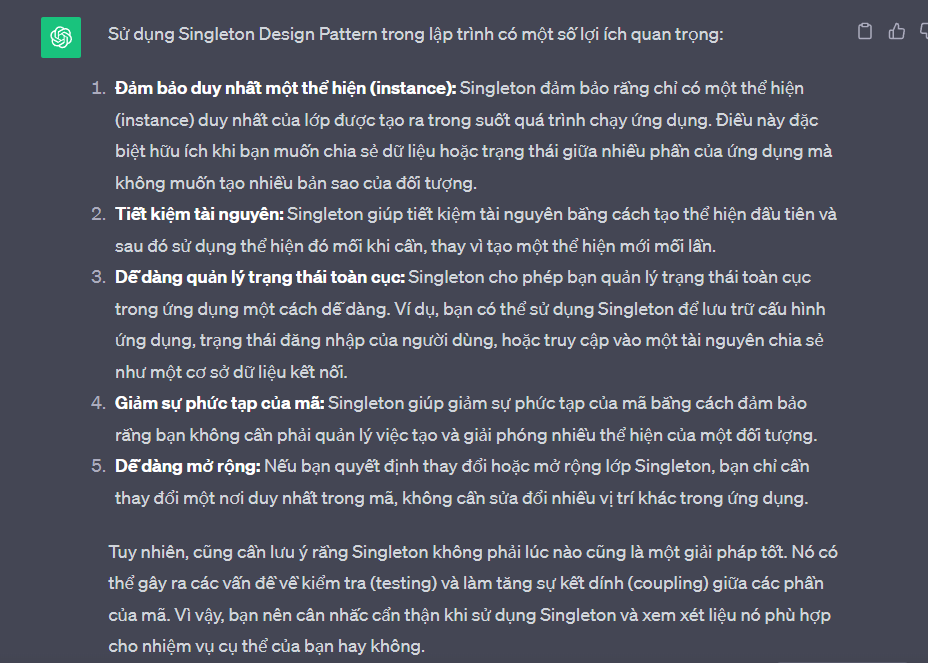 Sử dụng Singleton Design Pattern trong lập trình có một số lợi ích quan trọng:
1. Đảm bảo duy nhất một thể hiện (instance): Singleton đảm bảo rằng chỉ có một thể hiện
(instance) duy nhất của lớp được tạo ra trong suốt quá trình chạy ứng dụng. Điều này đặc
biệt hữu ích khi bạn muốn chia sẻ dữ liệu hoặc trạng thái giữa nhiều phần của ứng dụng mà
không muốn tạo nhiều bản sao của đối tượng.
2. Tiết kiệm tài nguyên: Singleton giúp tiết kiệm tài nguyên bằng cách tạo thể hiện đầu tiên và
sau đó sử dụng thể hiện đó mỗi khi cần, thay vì tạo một thể hiện mới mỗi lần.
3. Dễ dàng quản lý trạng thái toàn cục: Singleton cho phép bạn quản lý trạng thái toàn cục
trong ứng dụng một cách dễ dàng. Ví dụ, bạn có thể sử dụng Singleton để lưu trữ cấu hình
ứng dụng, trạng thái đăng nhập của người dùng, hoặc truy cập vào một tài nguyên chia sẻ
như một cơ sở dữ liệu kết nối.
4. Giảm sự phức tạp của mã: Singleton giúp giảm sự phức tạp của mã bằng cách đảm bảo
rằng bạn không cần phải quản lý việc tạo và giải phóng nhiều thể hiện của một đối tượng.
5. Dễ dàng mở rộng: Nếu bạn quyết định thay đổi hoặc mở rộng lớp Singleton, bạn chỉ cần
thay đổi một nơi duy nhất trong mã, không cần sửa đổi nhiều vị trí khác trong ứng dụng.
Tuy nhiên, cũng cần lưu ý rằng Singleton không phải lúc nào cũng là một giải pháp tốt. Nó có
thể gây ra các vấn đề về kiểm tra (testing) và làm tăng sự kết dính (coupling) giữa các phần
của mã. Vì vậy, bạn nên cân nhắc cẩn thận khi sử dụng Singleton và xem xét liệu nó phù hợp
cho nhiệm vụ cụ thể của bạn hay không.